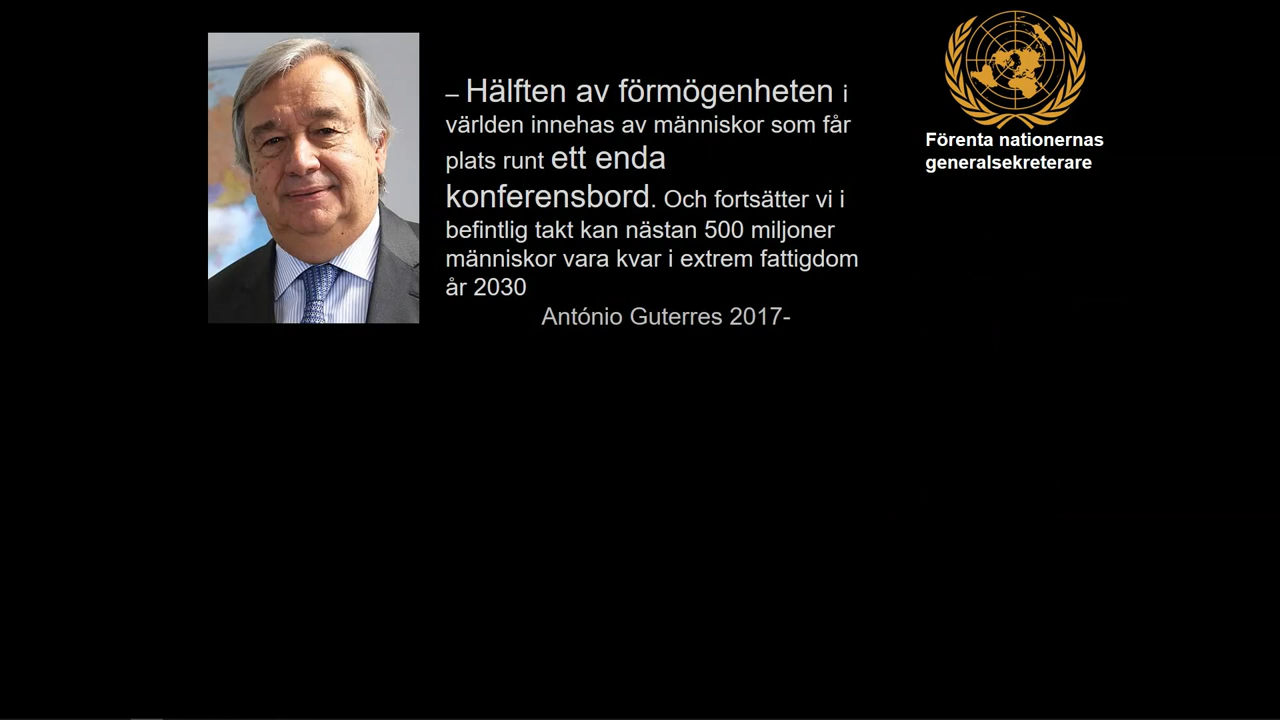 – Hälften av förmögenheten i
världen innehas av människor som får
plats runt ett enda
konferensbord. Och fortsätter vi i
befintlig takt kan nästan 500 miljoner
människor vara kvar i extrem fattigdom
år 2030
António Guterres 2017-
Förenta nationernas
generalsekreterare